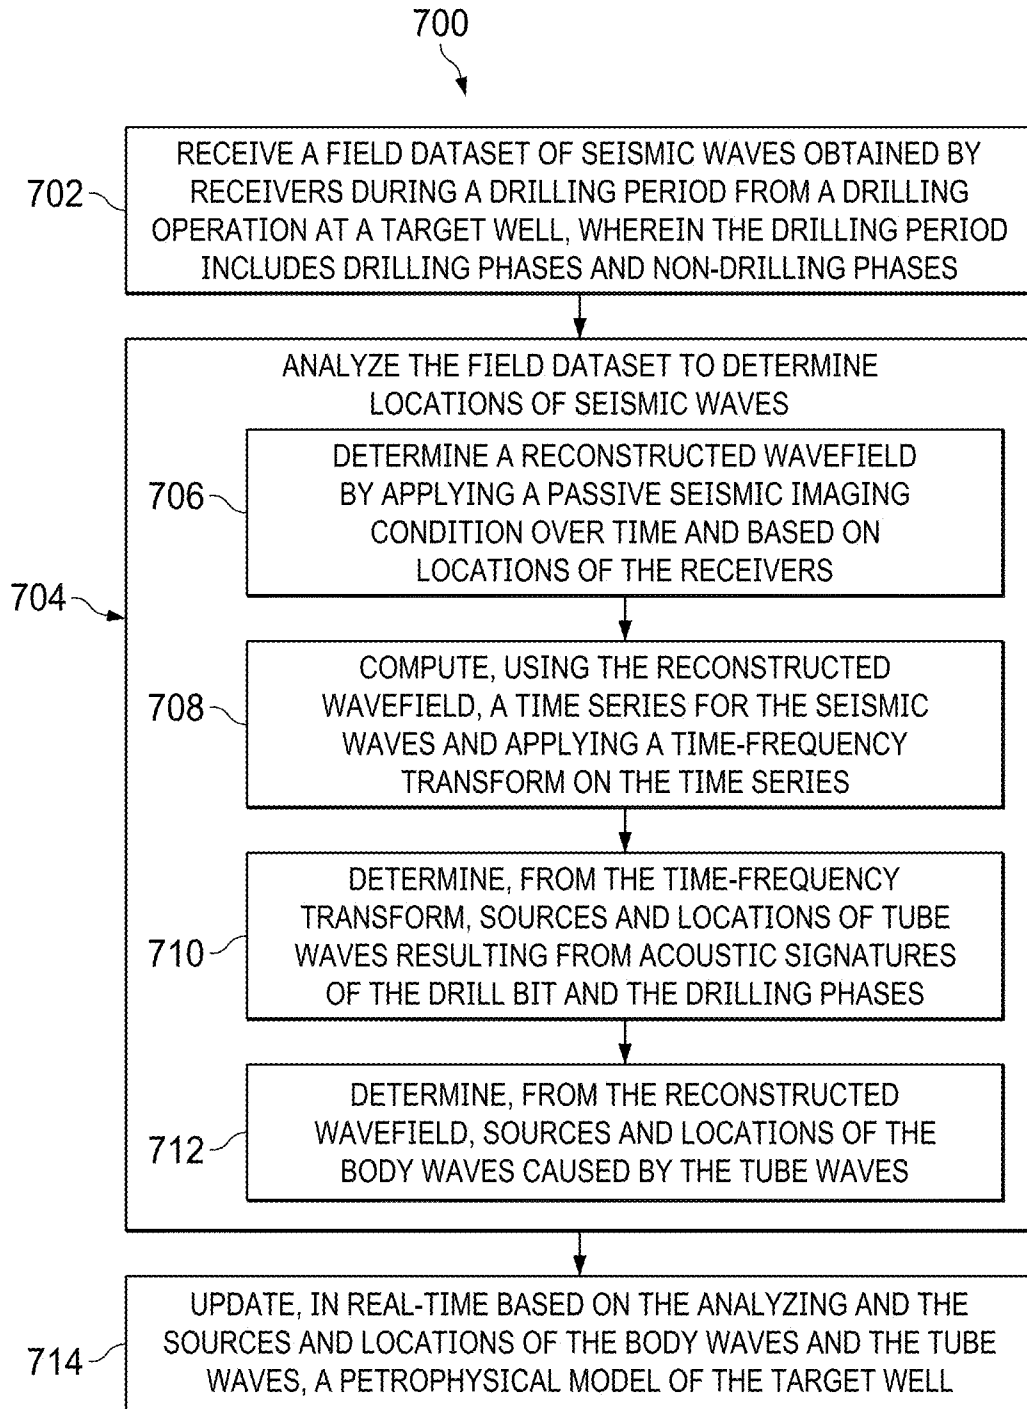 700
702
RECEIVE A FIELD DATASET OF SEISMIC WAVES OBTAINED BY
RECEIVERS DURING A DRILLING PERIOD FROM A DRILLING
OPERATION AT A TARGET WELL, WHEREIN THE DRILLING PERIOD
INCLUDES DRILLING PHASES AND NON-DRILLING PHASES
704
ANALYZE THE FIELD DATASET TO DETERMINE
LOCATIONS OF SEISMIC WAVES
706
DETERMINE A RECONSTRUCTED WAVEFIELD
BY APPLYING A PASSIVE SEISMIC IMAGING
CONDITION OVER TIME AND BASED ON
LOCATIONS OF THE RECEIVERS
708
COMPUTE, USING THE RECONSTRUCTED
WAVEFIELD, A TIME SERIES FOR THE SEISMIC
WAVES AND APPLYING A TIME-FREQUENCY
TRANSFORM ON THE TIME SERIES
710
DETERMINE, FROM THE TIME-FREQUENCY
TRANSFORM, SOURCES AND LOCATIONS OF TUBE
WAVES RESULTING FROM ACOUSTIC SIGNATURES
OF THE DRILL BIT AND THE DRILLING PHASES
712
DETERMINE, FROM THE RECONSTRUCTED
WAVEFIELD, SOURCES AND LOCATIONS OF THE
BODY WAVES CAUSED BY THE TUBE WAVES
714
UPDATE, IN REAL-TIME BASED ON THE ANALYZING AND THE
SOURCES AND LOCATIONS OF THE BODY WAVES AND THE TUBE
WAVES, A PETROPHYSICAL MODEL OF THE TARGET WELL